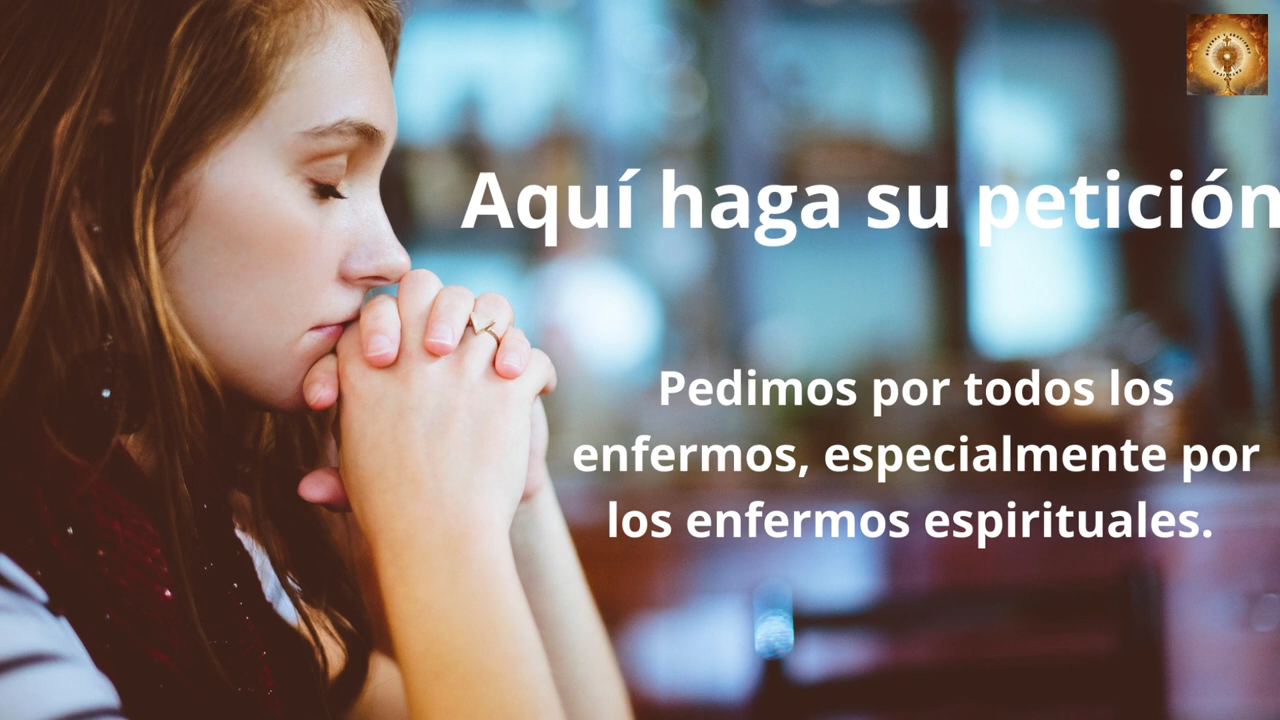 Aquí haga su petición
Pedimos por todos los
enfermos, especialmente por
los enfermos espirituales.